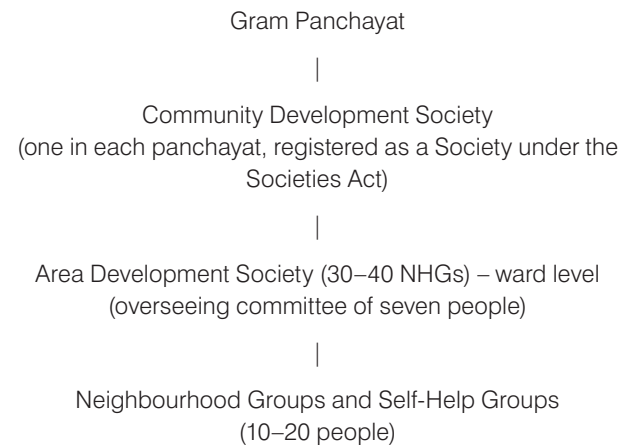 Gram Panchayat
|
Community Development Society
(one in each panchayat, registered as a Society under the
Societies Act)
|
Area Development Society (30–40 NHGs) – ward level
(overseeing committee of seven people)
|
Neighbourhood Groups and Self-Help Groups
(10–20 people)